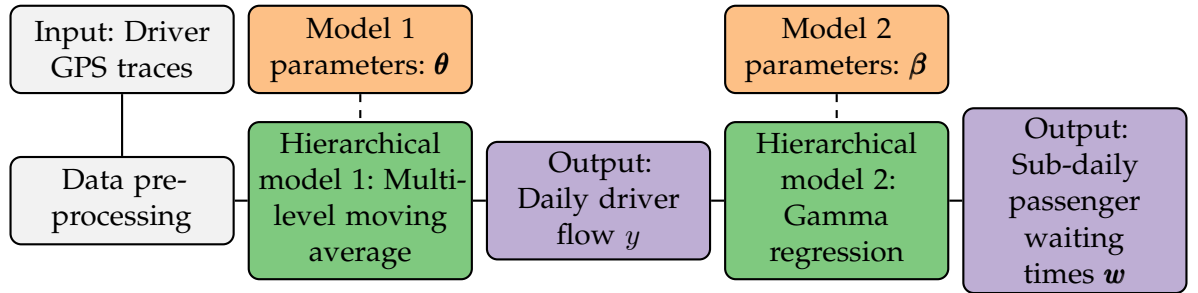 Input: Driver
GPS traces
Model 1
parameters: θ
Model 2
parameters: β
Data pre-
processing
Hierarchical
model 1: Multi-
level moving
average
Output:
Daily driver
flow y
Hierarchical
model 2:
Gamma
regression
Output:
Sub-daily
passenger
waiting
times w